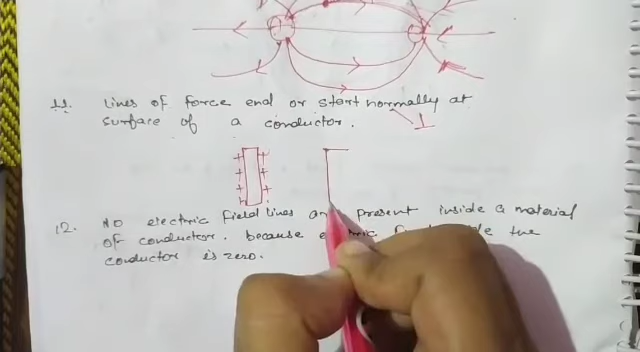 11. Lines of force end or start normally at
⊥
surface of a conductor.
+ + + + + +
12. No electric field lines are present inside a material
of conductor. because the
conductor is zero.